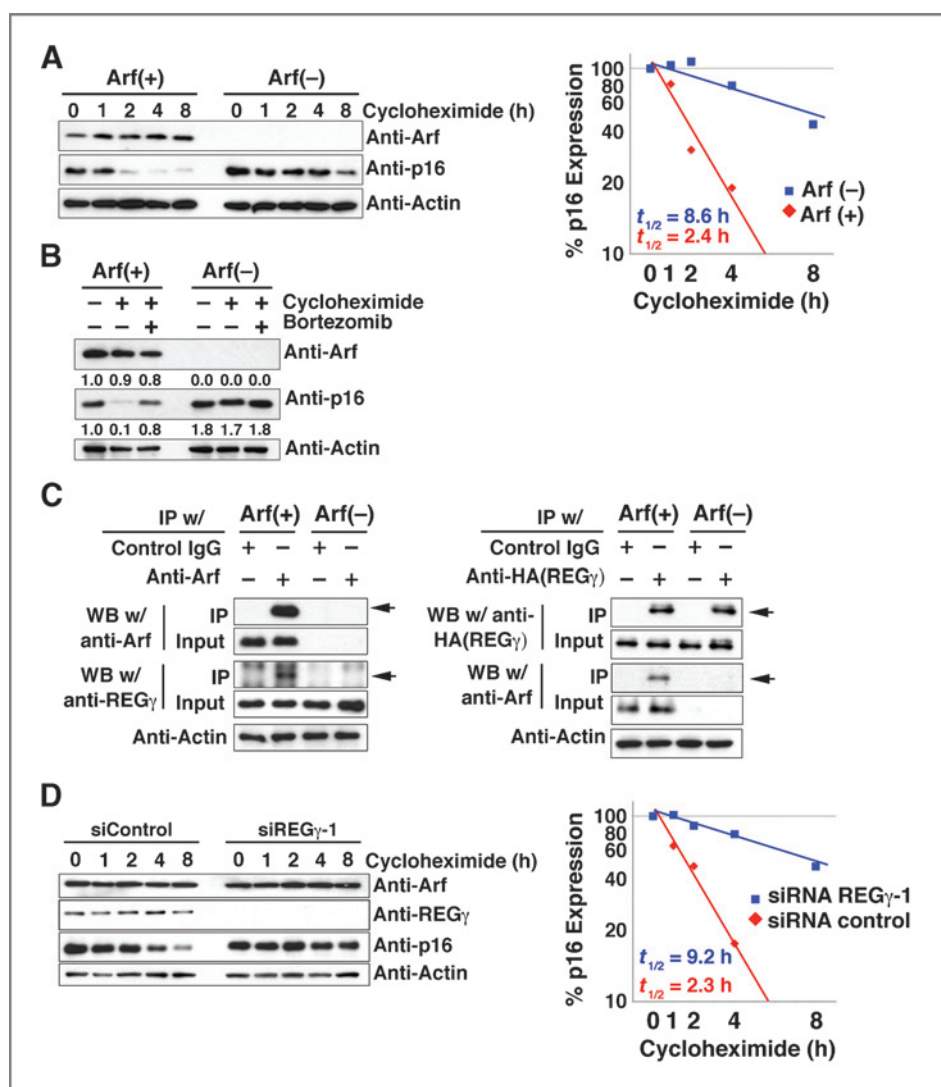 A
Arf(+) Arf(–)
0 1 2 4 8 0 1 2 4 8 Cycloheximide (h)
Anti-Arf
Anti-p16
Anti-Actin
% p16 Expression
100
80
60
40
20
10
Arf (–)
Arf (+)
t1/2 = 8.6 h
t1/2 = 2.4 h
0 1 2 4 8
Cycloheximide (h)
B
Arf(+) Arf(–)
– + + – + + Cycloheximide
– – + – – + Bortezomib
Anti-Arf
1.0 0.9 0.8 0.0 0.0 0.0
Anti-p16
1.0 0.1 0.8 1.8 1.7 1.8
Anti-Actin
C
IP w/ Arf(+) Arf(–)
Control IgG + – + –
Anti-Arf – + – +
WB w/ anti-Arf
IP
Input
WB w/ anti-REGγ
IP
Input
Anti-Actin
IP w/ Arf(+) Arf(–)
Control IgG + – + –
Anti-HA(REGγ) – + – +
WB w/ anti-HA(REGγ)
IP
Input
WB w/ anti-Arf
IP
Input
Anti-Actin
D
siControl siREGγ-1
0 1 2 4 8 0 1 2 4 8 Cycloheximide (h)
Anti-Arf
Anti-REGγ
Anti-p16
Anti-Actin
% p16 Expression
100
80
60
40
20
10
siRNA REGγ-1
siRNA control
t1/2 = 9.2 h
t1/2 = 2.3 h
0 1 2 4 8
Cycloheximide (h)